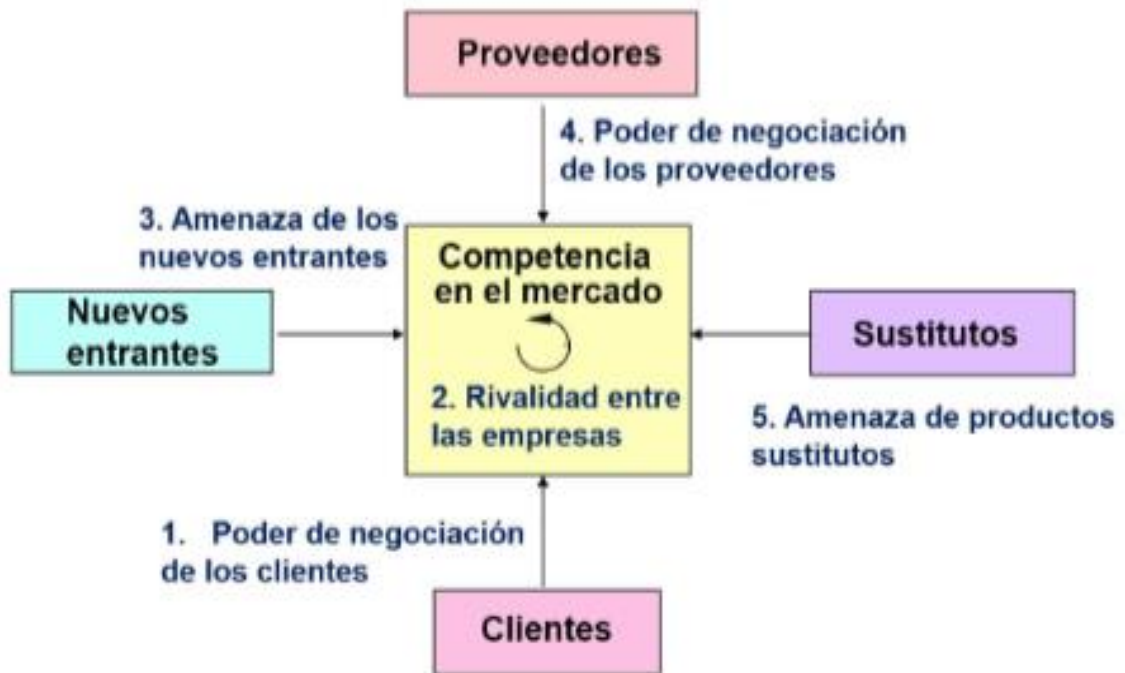 Proveedores
4. Poder de negociación
de los proveedores
3. Amenaza de los
nuevos entrantes
Competencia
en el mercado
Nuevos
entrantes
Sustitutos
2. Rivalidad entre
las empresas
5. Amenaza de productos
sustitutos
1. Poder de negociación
de los clientes
Clientes